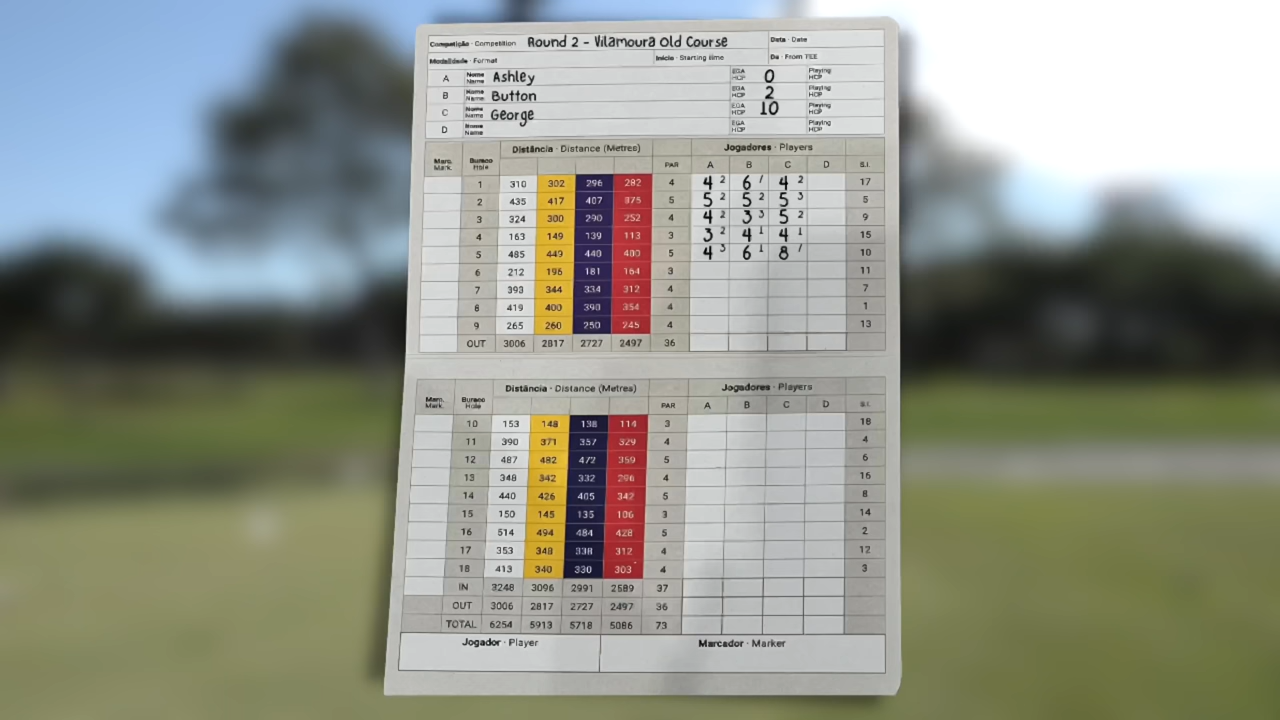 Competição · Competition Round 2 - Vilamoura Old Course Data · Date
Modalidade · Format Início · Starting time De · From TEE
A Nome Name Ashley EGA HCP 0 Playing HCP
B Nome Name Button EGA HCP 2 Playing HCP
C Nome Name George EGA HCP 10 Playing HCP
D Nome Name EGA HCP Playing HCP
Distância · Distance (Metres) Jogadores · Players
Marc. Mark. Buraco Hole PAR A B C D S.I.
1 310 302 296 282 4 4 2 6 / 4 2 17
2 435 417 407 375 5 5 2 5 2 5 3 5
3 324 300 290 252 4 4 2 3 3 5 2 9
4 163 149 139 113 3 3 2 4 1 4 1 15
5 485 449 440 400 5 4 3 6 1 8 / 10
6 212 196 181 164 3 11
7 393 344 334 312 4 7
8 419 400 390 354 4 1
9 265 260 250 245 4 13
OUT 3006 2817 2727 2497 36
Distância · Distance (Metres) Jogadores · Players
Marc. Mark. Buraco Hole PAR A B C D S.I.
10 153 148 138 114 3 18
11 390 371 357 329 4 4
12 487 482 472 359 5 6
13 348 342 332 296 4 16
14 440 426 405 342 5 8
15 150 145 135 106 3 14
16 514 494 484 428 5 2
17 353 348 338 312 4 12
18 413 340 330 303 4 3
IN 3248 3096 2991 2589 37
OUT 3006 2817 2727 2497 36
TOTAL 6254 5913 5718 5086 73
Jogador · Player Marcador · Marker